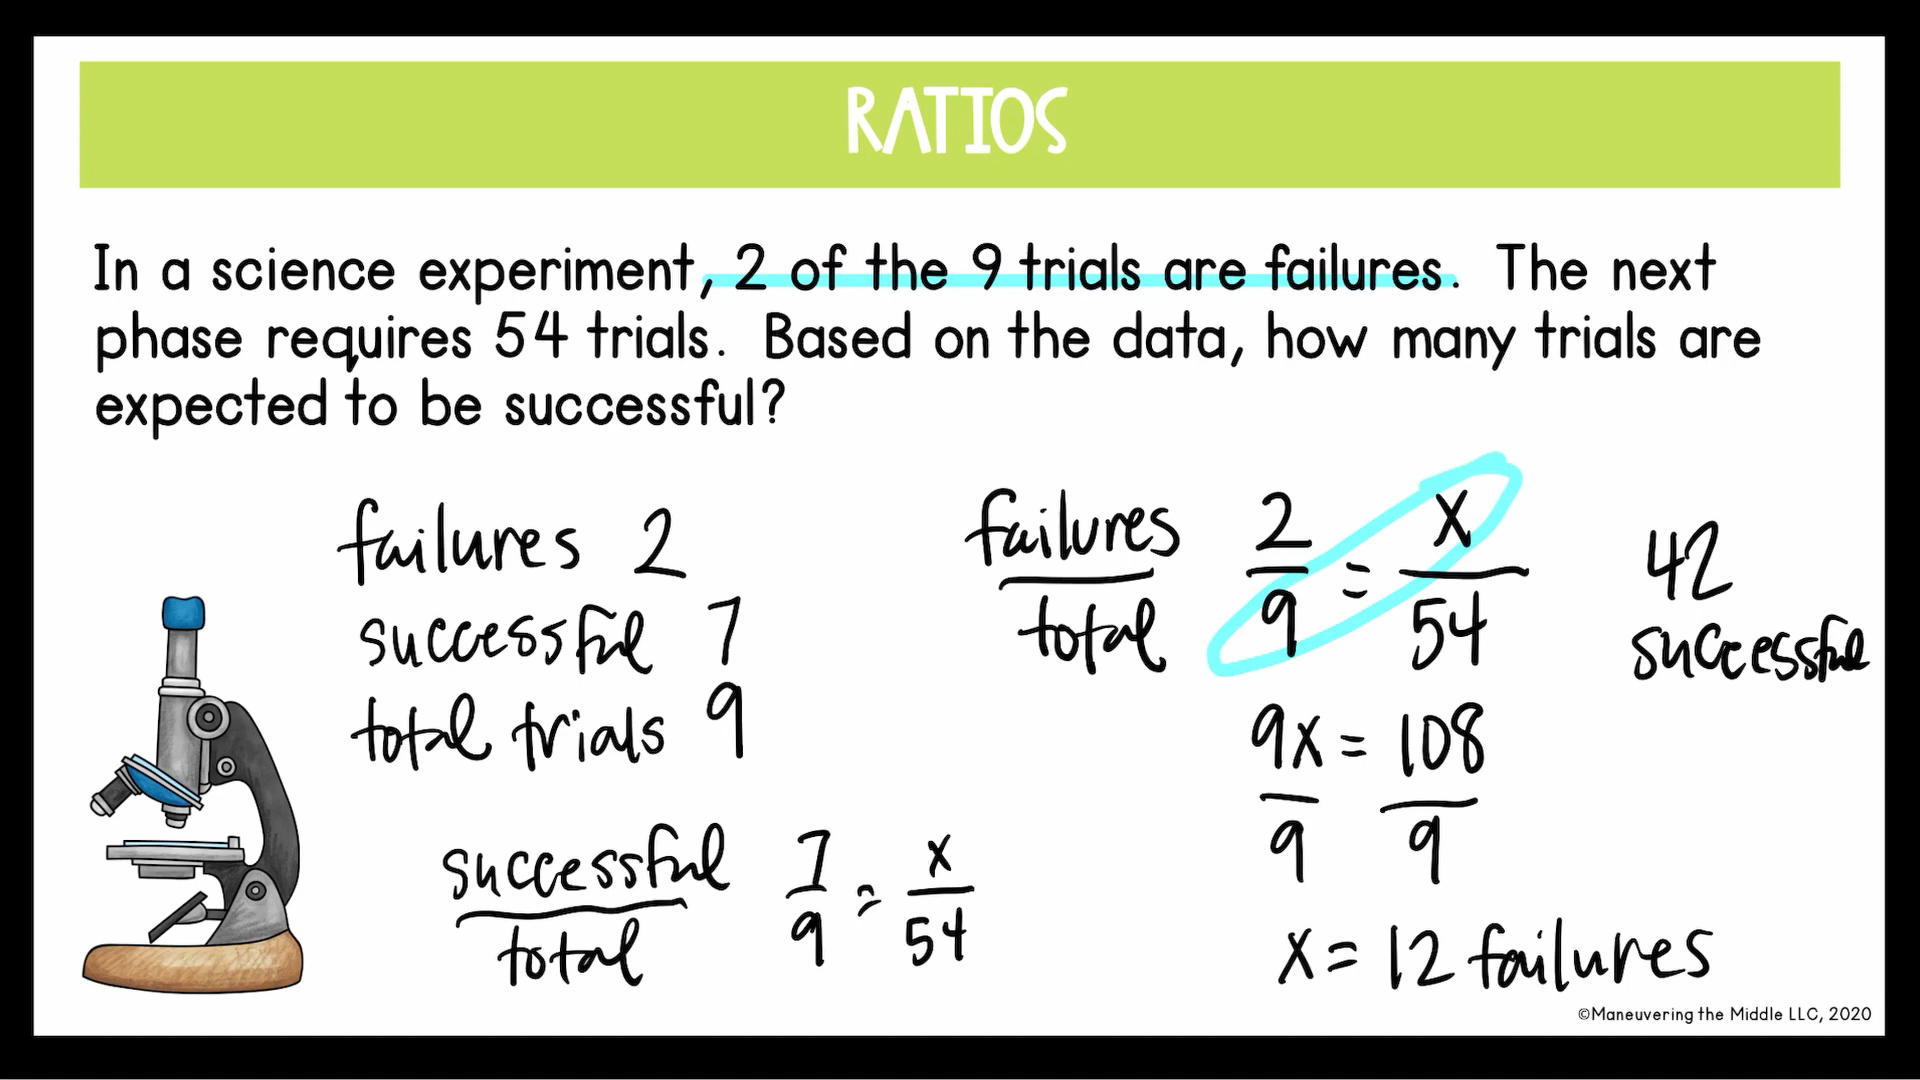 RATIOS
In a science experiment, 2 of the 9 trials are failures. The next
phase requires 54 trials. Based on the data, how many trials are
expected to be successful?
failures 2
successful 7
total trials 9
successful 7 x
total 9 = 54
failures 2 x
total 9 = 54
9x = 108
9 9
x = 12 failures
42
successful
©Maneuvering the Middle LLC, 2020